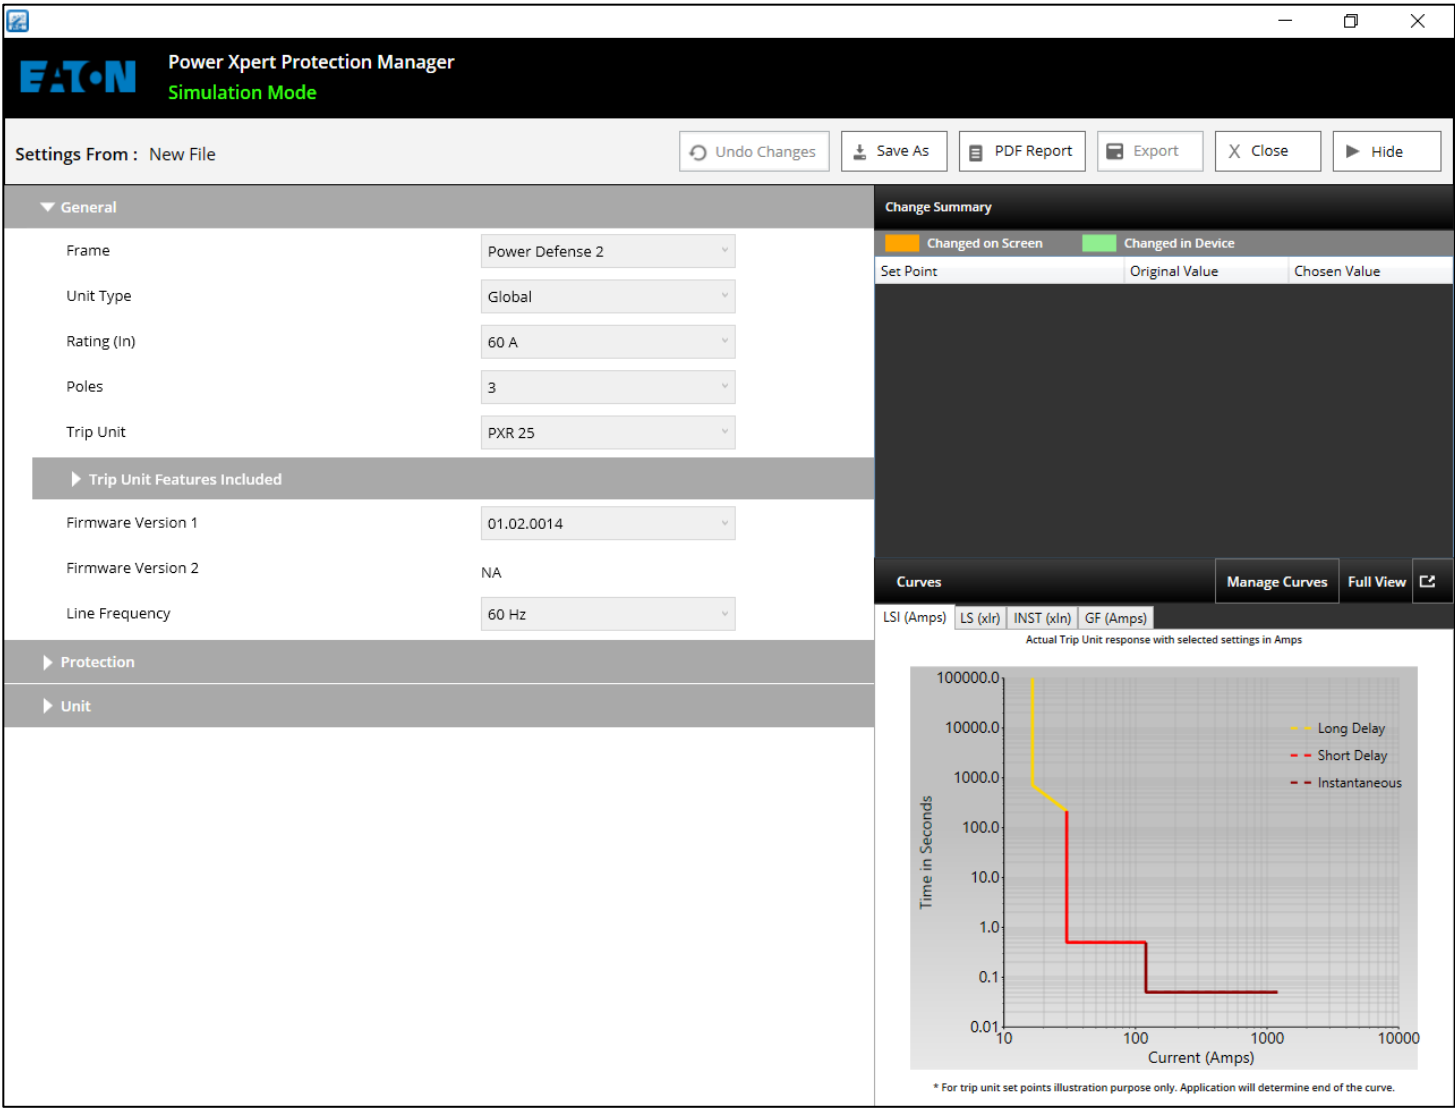 EATON
Power Xpert Protection Manager
Simulation Mode
Settings From : New File
Undo Changes
Save As
PDF Report
Export
X Close
Hide
General
Frame
Power Defense 2
Unit Type
Global
Rating (In)
60 A
Poles
3
Trip Unit
PXR 25
Trip Unit Features Included
Firmware Version 1
01.02.0014
Firmware Version 2
NA
Line Frequency
60 Hz
Protection
Unit
Change Summary
Changed on Screen
Changed in Device
Set Point
Original Value
Chosen Value
Curves
Manage Curves
Full View
LSI (Amps)
LS (xIr)
INST (xIn)
GF (Amps)
Actual Trip Unit response with selected settings in Amps
100000.0
10000.0
1000.0
100.0
10.0
1.0
0.1
0.01
Time in Seconds
Long Delay
Short Delay
Instantaneous
10
100
1000
10000
Current (Amps)
* For trip unit set points illustration purpose only. Application will determine end of the curve.